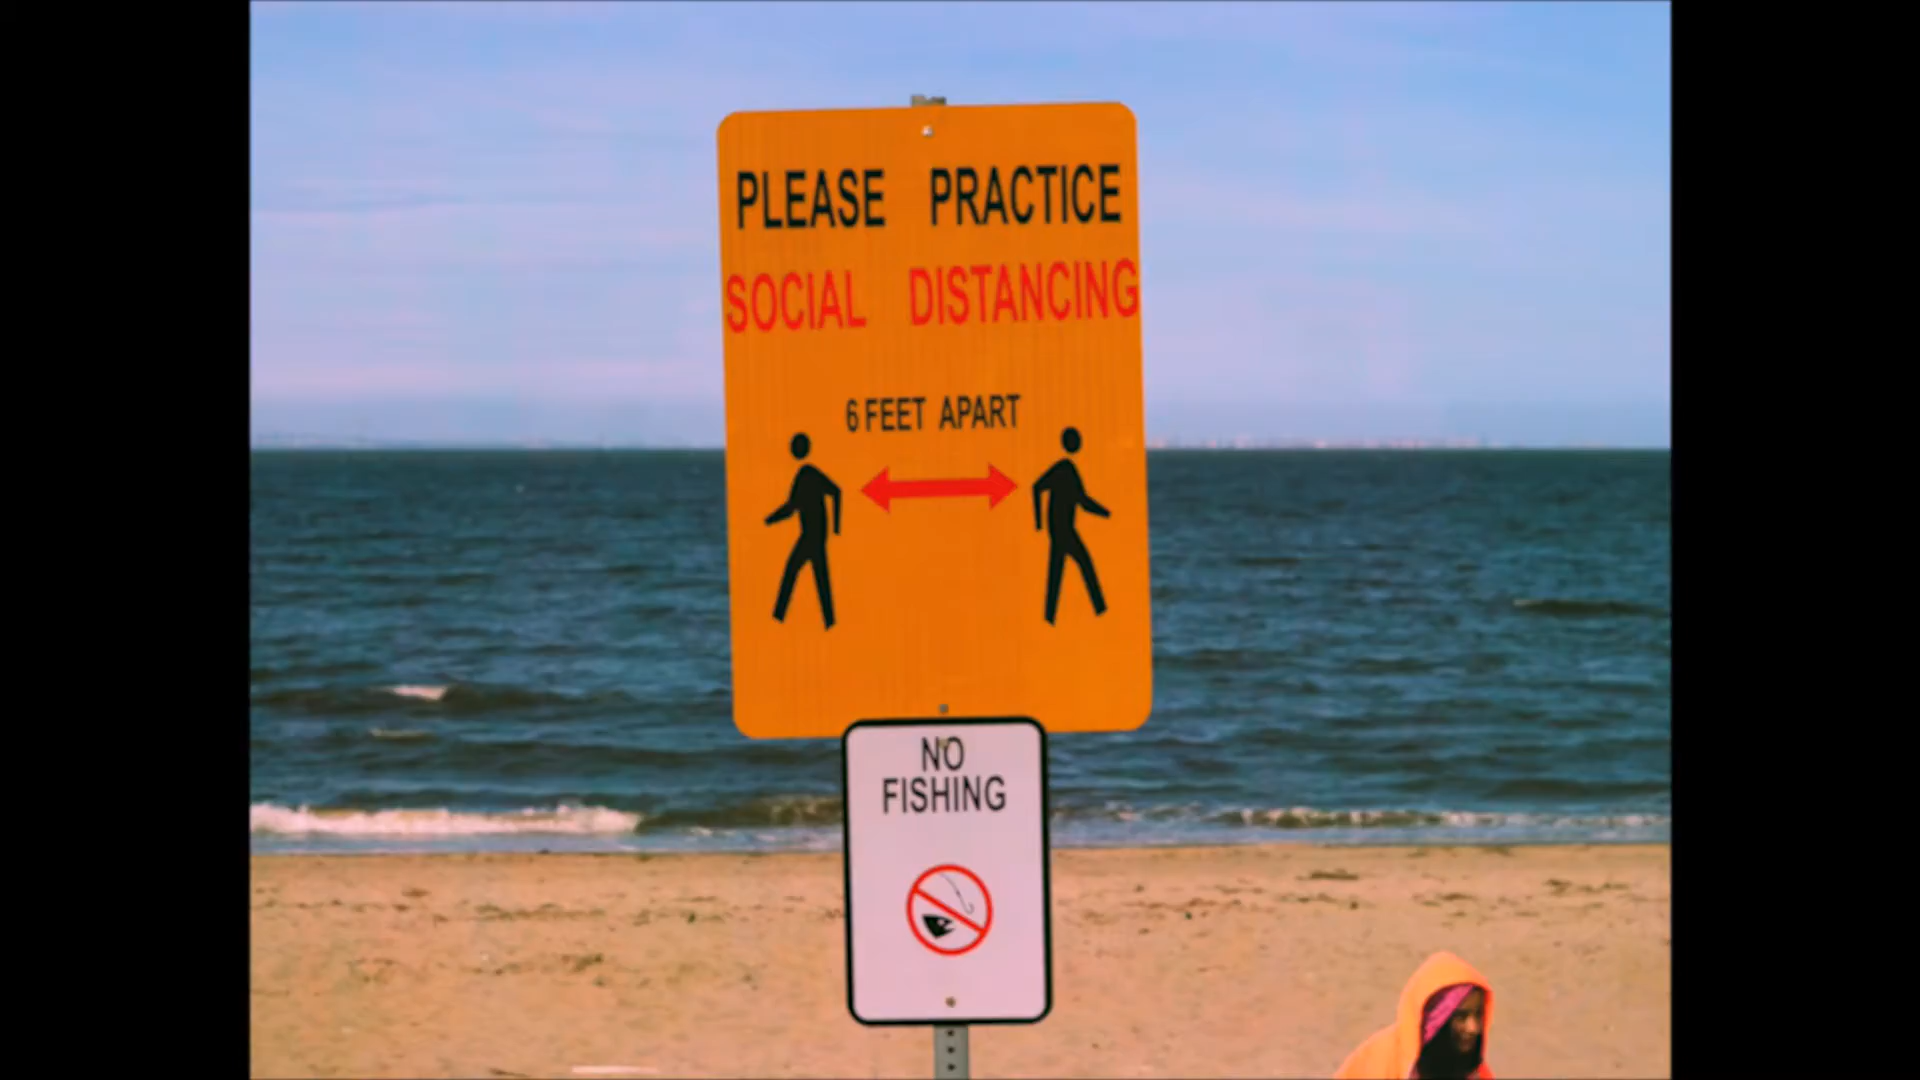 PLEASE PRACTICE
SOCIAL DISTANCING
6 FEET APART
NO
FISHING